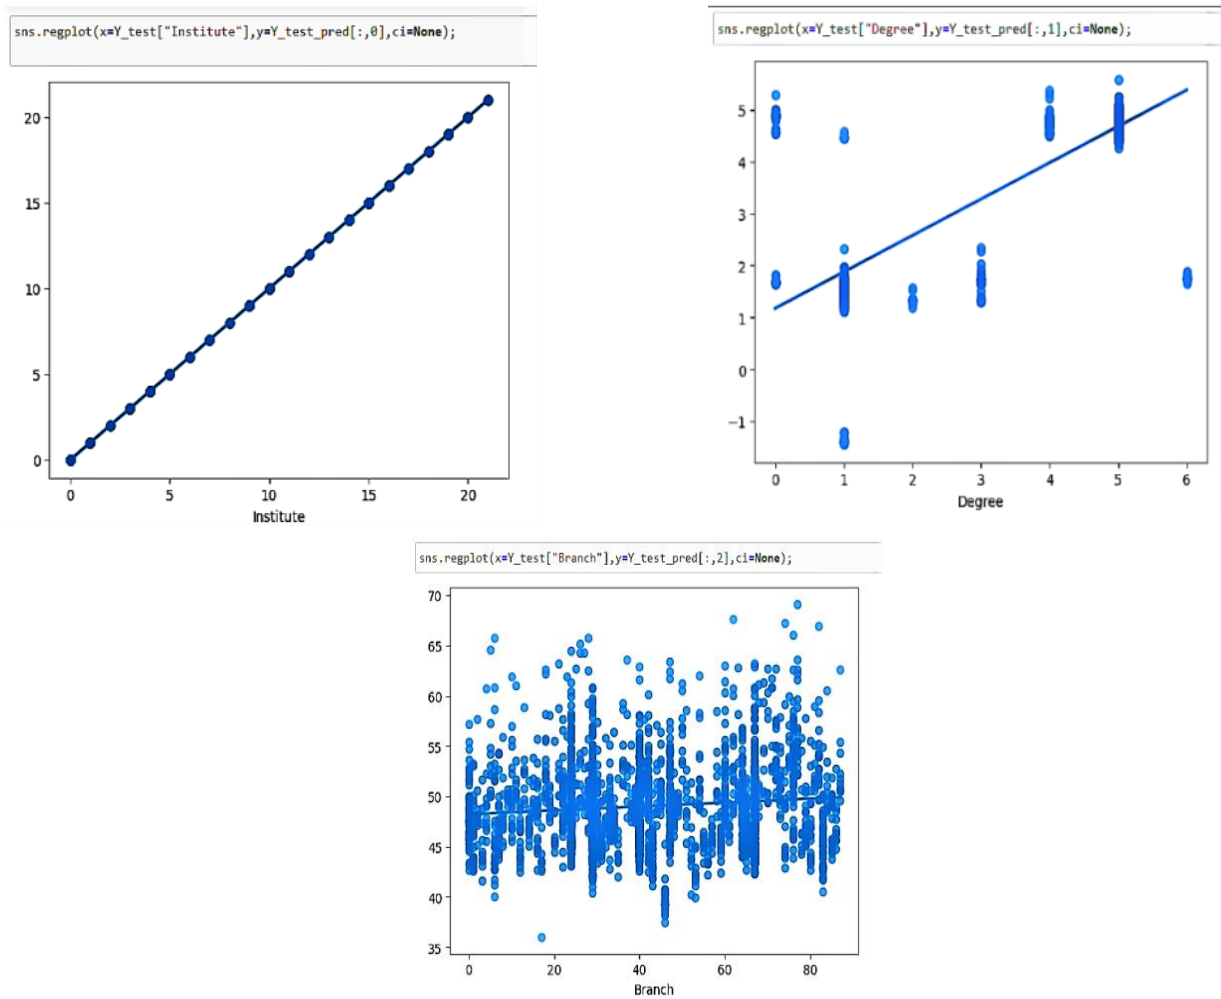 sns.regplot(x=Y_test["Institute"],y=Y_test_pred[:,0],ci=None);
20
15
10
5
0
0 5 10 15 20
Institute
sns.regplot(x=Y_test["Degree"],y=Y_test_pred[:,1],ci=None);
5
4
3
2
1
0
−1
0 1 2 3 4 5 6
Degree
sns.regplot(x=Y_test["Branch"],y=Y_test_pred[:,2],ci=None);
70
65
60
55
50
45
40
35
0 20 40 60 80
Branch